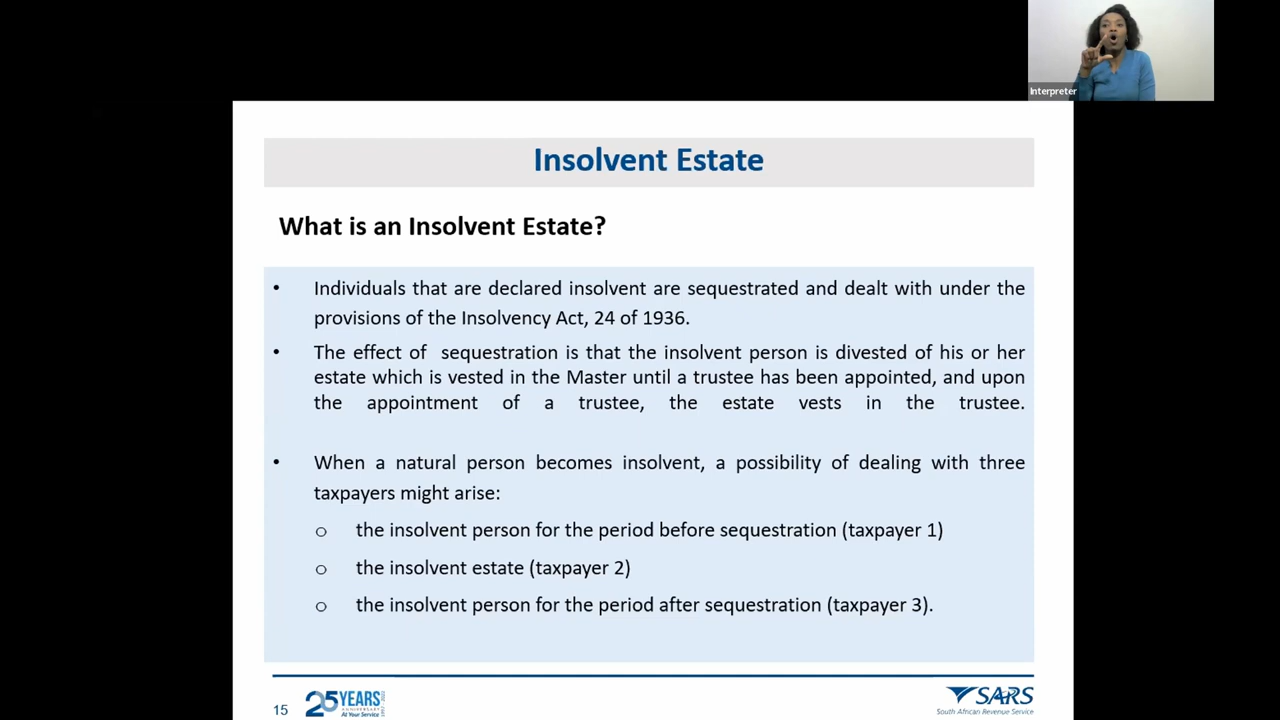 Interpreter
Insolvent Estate
What is an Insolvent Estate?
• Individuals that are declared insolvent are sequestrated and dealt with under the
provisions of the Insolvency Act, 24 of 1936.
• The effect of sequestration is that the insolvent person is divested of his or her
estate which is vested in the Master until a trustee has been appointed, and upon
the appointment of a trustee, the estate vests in the trustee.
• When a natural person becomes insolvent, a possibility of dealing with three
taxpayers might arise:
o the insolvent person for the period before sequestration (taxpayer 1)
o the insolvent estate (taxpayer 2)
o the insolvent person for the period after sequestration (taxpayer 3).
15
25 YEARS
ANNIVERSARY
At Your Service
SARS
South African Revenue Service